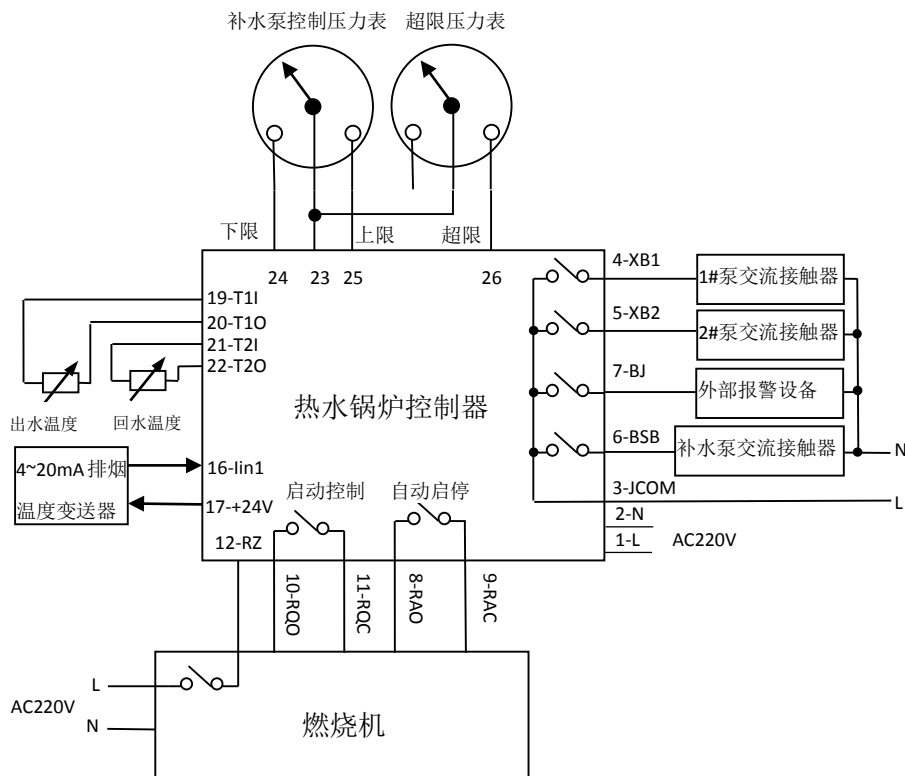 补水泵控制压力表 超限压力表
下限 上限 超限
24 23 25 26
4-XB1
1#泵交流接触器
19-T1I
20-T1O
5-XB2
2#泵交流接触器
21-T2I
22-T2O
7-BJ
外部报警设备
热水锅炉控制器
出水温度 回水温度
6-BSB
补水泵交流接触器
N
4~20mA 排烟
温度变送器
16-Iin1
17-+24V
启动控制 自动启停
3-JCOM
L
2-N
1-L
AC220V
12-RZ
10-RQO
11-RQC
8-RAO
9-RAC
L
AC220V
N
燃烧机